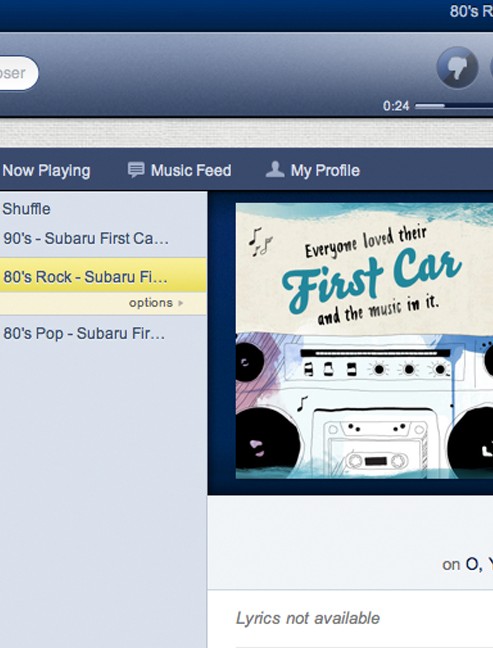 80's R
oser
0:24
Now Playing
Music Feed
My Profile
Shuffle
90's - Subaru First Ca...
80's Rock - Subaru Fi...
options
80's Pop - Subaru Fir...
Everyone loved their
First Car
and the music in it.
on O, Y
Lyrics not available